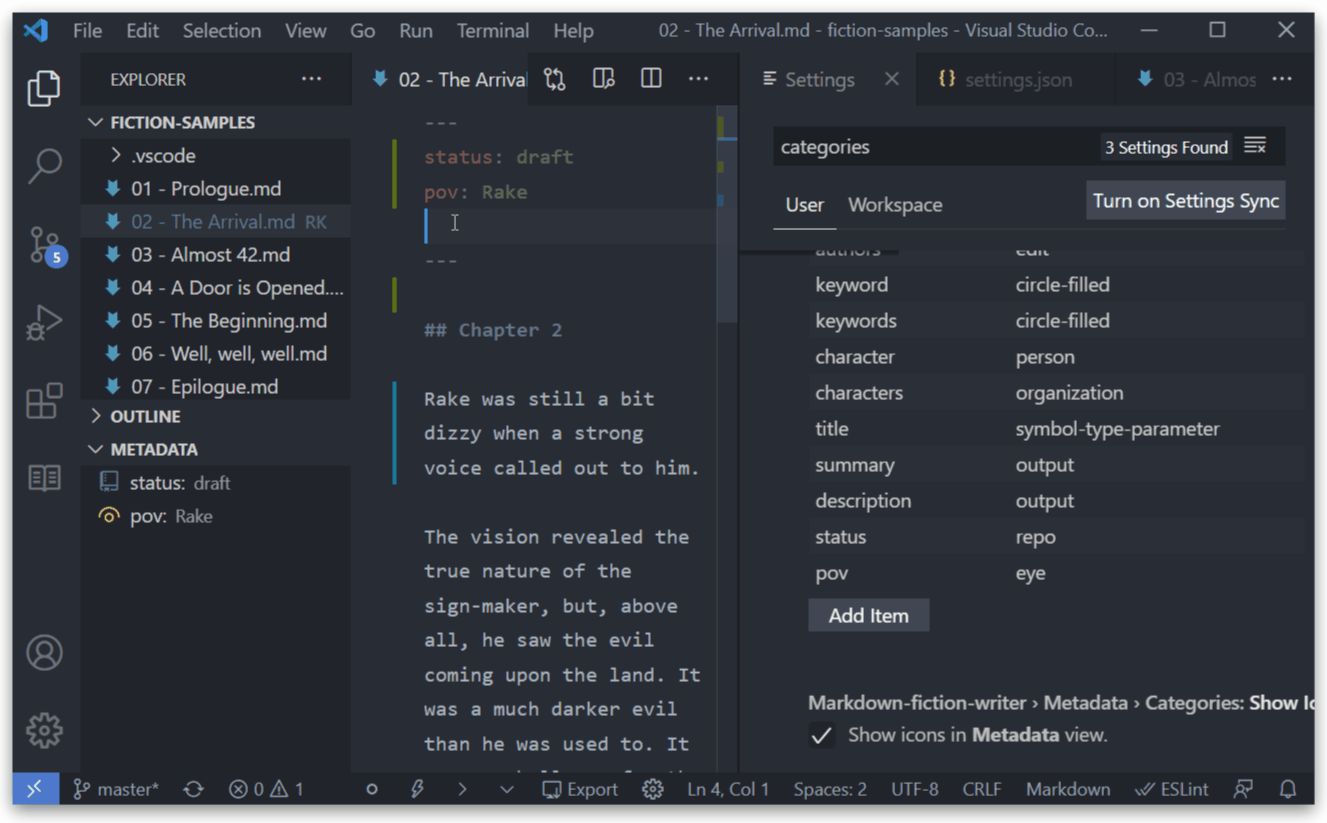 File Edit Selection View Go Run Terminal Help 02 - The Arrival.md - fiction-samples - Visual Studio Co...
EXPLORER
FICTION-SAMPLES
.vscode
01 - Prologue.md
02 - The Arrival.md RK
03 - Almost 42.md
04 - A Door is Opened....
05 - The Beginning.md
06 - Well, well, well.md
07 - Epilogue.md
OUTLINE
METADATA
status: draft
pov: Rake
5
02 - The Arrival
---
status: draft
pov: Rake
---
## Chapter 2
Rake was still a bit
dizzy when a strong
voice called out to him.
The vision revealed the
true nature of the
sign-maker, but, above
all, he saw the evil
coming upon the land. It
was a much darker evil
than he was used to. It
Settings settings.json 03 - Almos
categories 3 Settings Found
User Workspace Turn on Settings Sync
authors edit
keyword circle-filled
keywords circle-filled
character person
characters organization
title symbol-type-parameter
summary output
description output
status repo
pov eye
Add Item
Markdown-fiction-writer › Metadata › Categories: Show Ic
Show icons in Metadata view.
master* 0 1 Export Ln 4, Col 1 Spaces: 2 UTF-8 CRLF Markdown ESLint